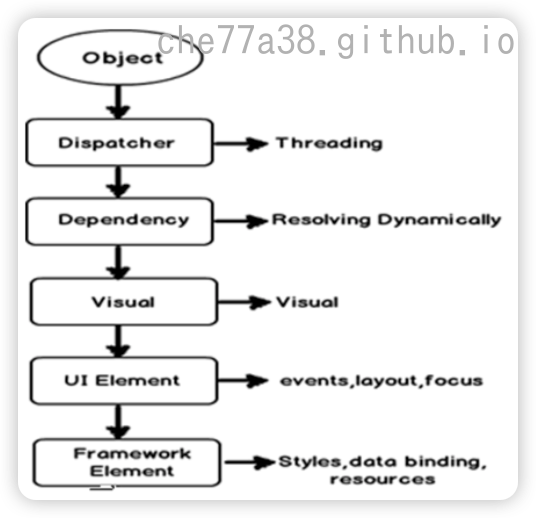 che77a38.github.io
Object
Dispatcher
Threading
Dependency
Resolving Dynamically
Visual
Visual
UI Element
events,layout,focus
Framework
Element
Styles,data binding,
resources